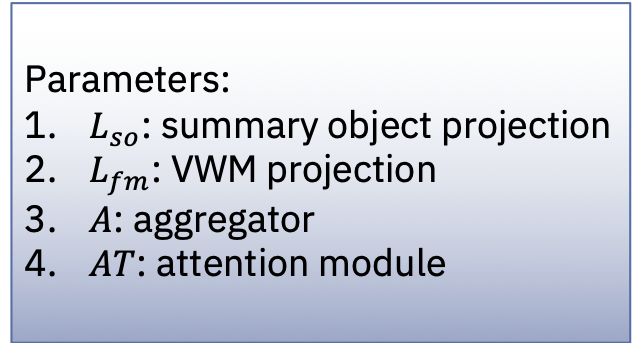 Parameters:
1. L_so: summary object projection
2. L_fm: VWM projection
3. A: aggregator
4. AT: attention module